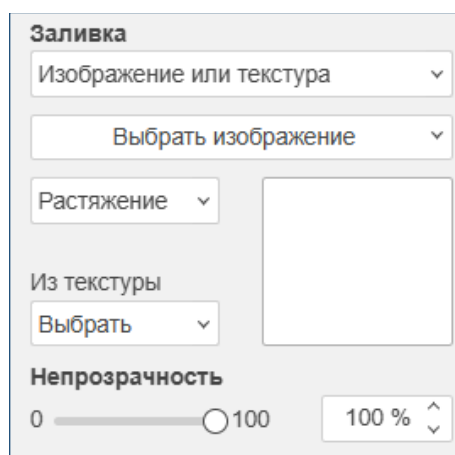 Заливка
Изображение или текстура
Выбрать изображение
Растяжение
Из текстуры
Выбрать
Непрозрачность
0 100 100 %